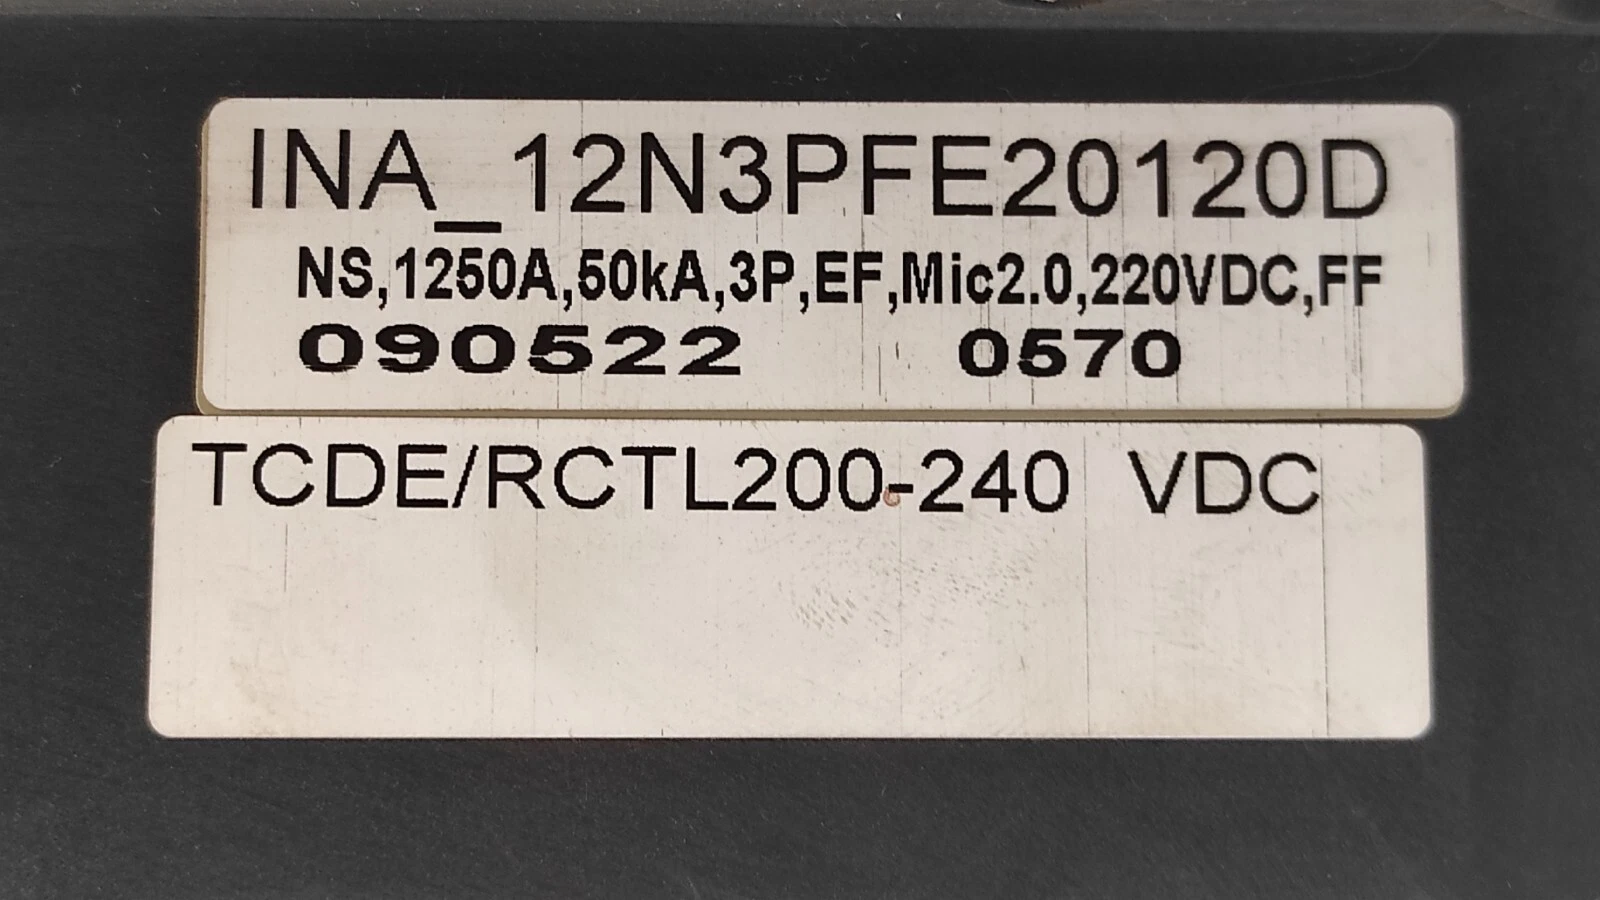 INA_12N3PFE20120D
NS,1250A,50kA,3P,EF,Mic2.0,220VDC,FF
090522 0570
TCDE/RCTL200-240 VDC